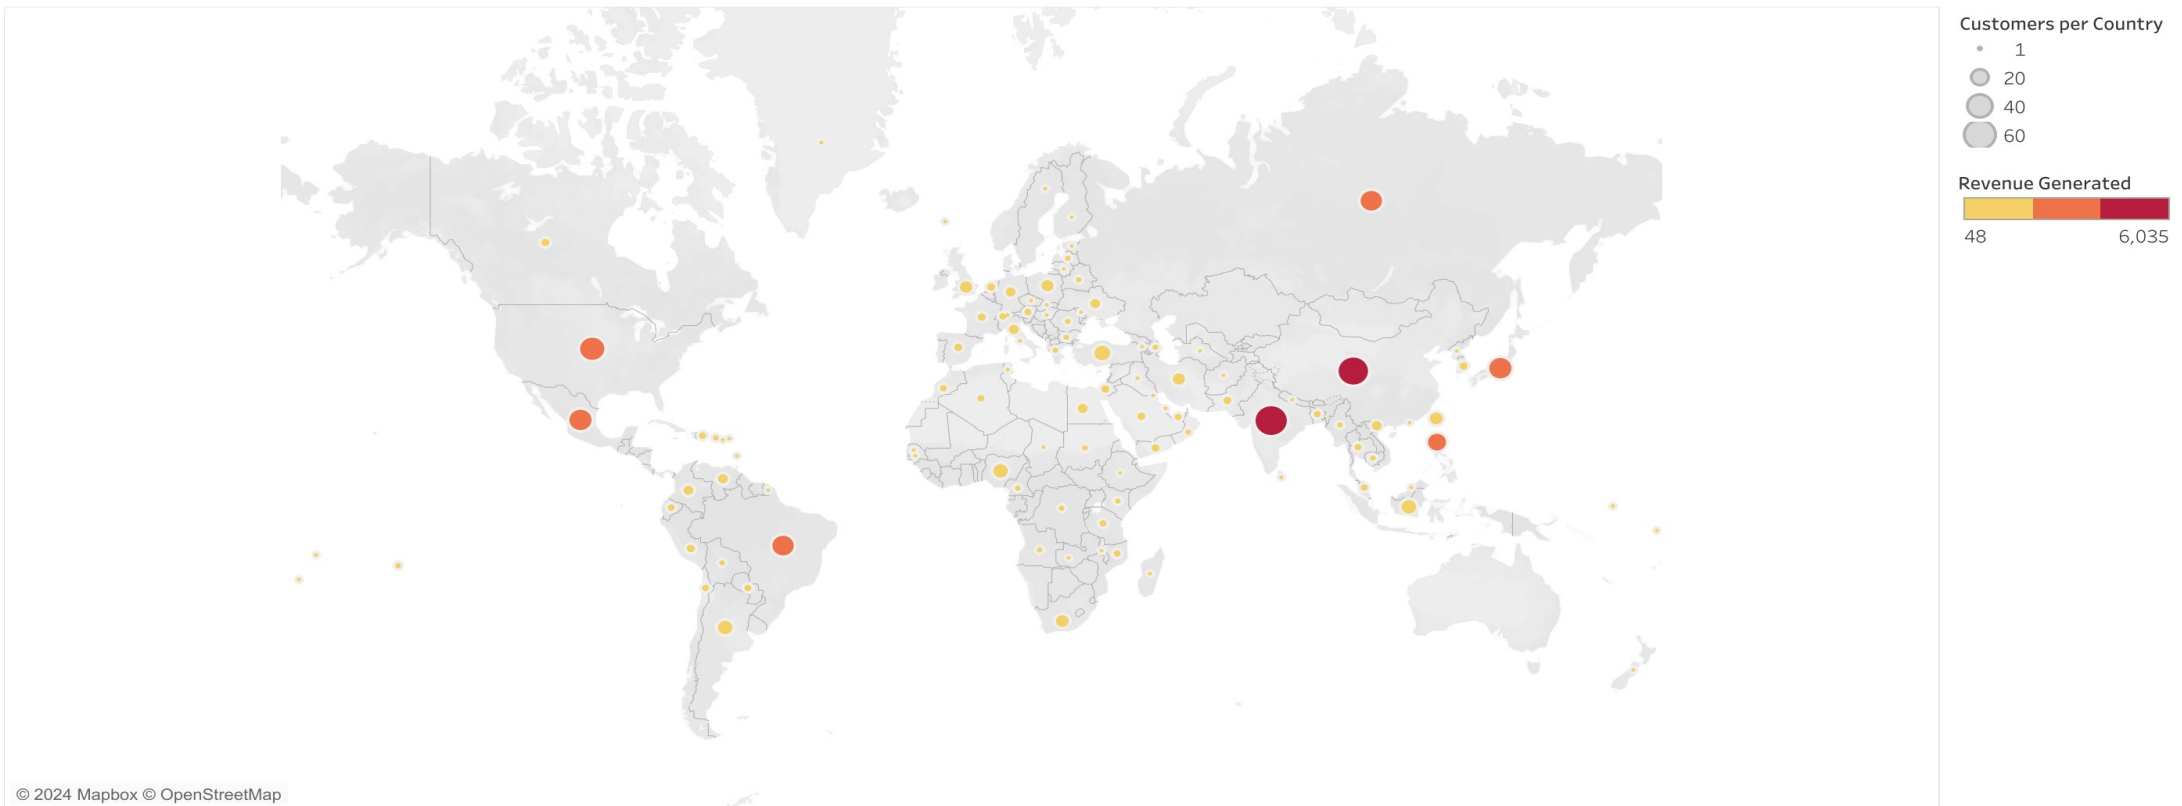 Customers per Country
1
20
40
60
Revenue Generated
48 6,035
© 2024 Mapbox © OpenStreetMap